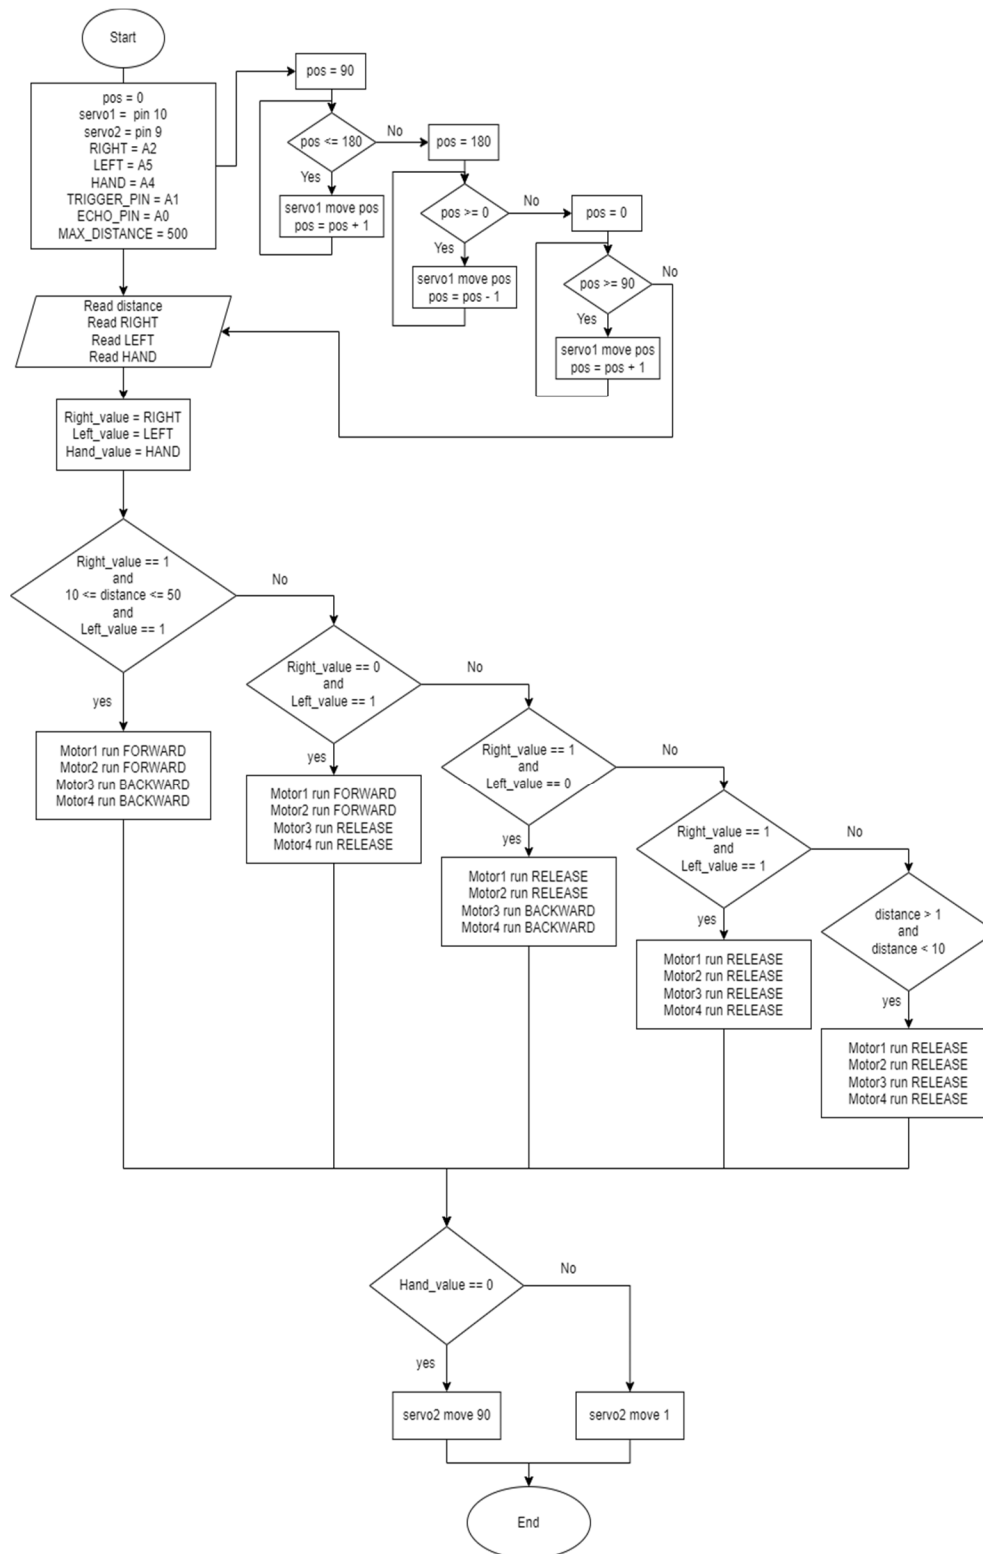 Start
pos = 0
servo1 = pin 10
servo2 = pin 9
RIGHT = A2
LEFT = A5
HAND = A4
TRIGGER_PIN = A1
ECHO_PIN = A0
MAX_DISTANCE = 500
pos = 90
pos <= 180
No
Yes
servo1 move pos
pos = pos + 1
pos = 180
pos >= 0
No
Yes
servo1 move pos
pos = pos - 1
pos = 0
pos >= 90
No
Yes
servo1 move pos
pos = pos + 1
Read distance
Read RIGHT
Read LEFT
Read HAND
Right_value = RIGHT
Left_value = LEFT
Hand_value = HAND
Right_value == 1
and
10 <= distance <= 50
and
Left_value == 1
No
yes
Motor1 run FORWARD
Motor2 run FORWARD
Motor3 run BACKWARD
Motor4 run BACKWARD
Right_value == 0
and
Left_value == 1
No
yes
Motor1 run FORWARD
Motor2 run FORWARD
Motor3 run RELEASE
Motor4 run RELEASE
Right_value == 1
and
Left_value == 0
No
yes
Motor1 run RELEASE
Motor2 run RELEASE
Motor3 run BACKWARD
Motor4 run BACKWARD
Right_value == 1
and
Left_value == 1
No
yes
Motor1 run RELEASE
Motor2 run RELEASE
Motor3 run RELEASE
Motor4 run RELEASE
distance > 1
and
distance < 10
yes
Motor1 run RELEASE
Motor2 run RELEASE
Motor3 run RELEASE
Motor4 run RELEASE
Hand_value == 0
No
yes
servo2 move 90
servo2 move 1
End